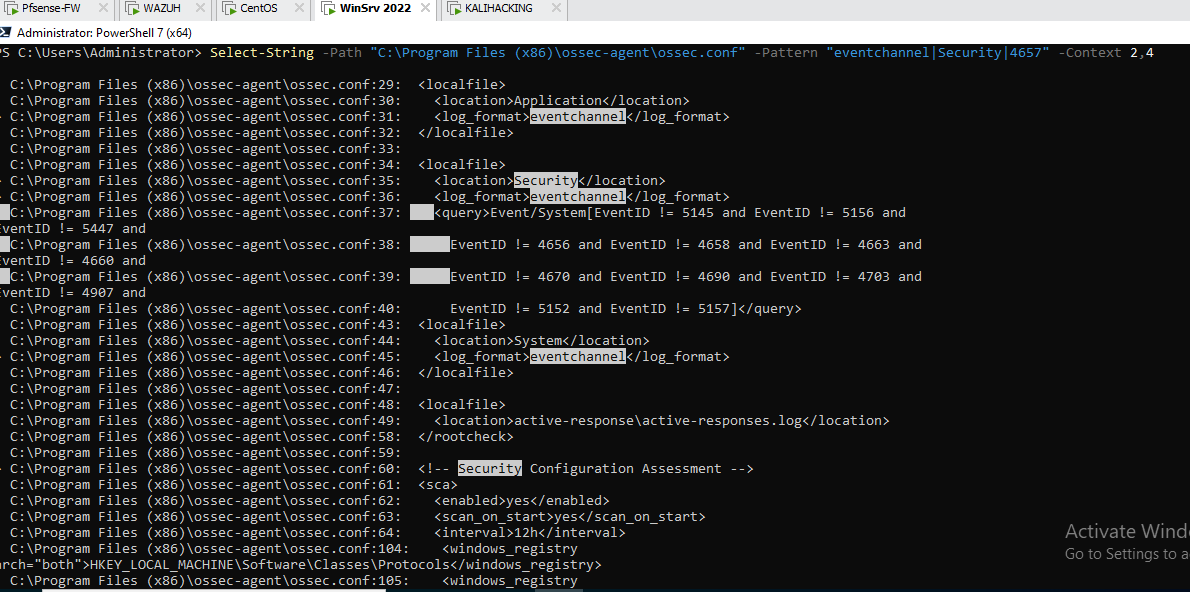 Pfsense-FW WAZUH CentOS WinSrv 2022 KALIHACKING
Administrator: PowerShell 7 (x64)
PS C:\Users\Administrator> Select-String -Path "C:\Program Files (x86)\ossec-agent\ossec.conf" -Pattern "eventchannel|Security|4657" -Context 2,4
C:\Program Files (x86)\ossec-agent\ossec.conf:29: <localfile>
C:\Program Files (x86)\ossec-agent\ossec.conf:30: <location>Application</location>
> C:\Program Files (x86)\ossec-agent\ossec.conf:31: <log_format>eventchannel</log_format>
C:\Program Files (x86)\ossec-agent\ossec.conf:32: </localfile>
C:\Program Files (x86)\ossec-agent\ossec.conf:33:
C:\Program Files (x86)\ossec-agent\ossec.conf:34: <localfile>
> C:\Program Files (x86)\ossec-agent\ossec.conf:35: <location>Security</location>
> C:\Program Files (x86)\ossec-agent\ossec.conf:36: <log_format>eventchannel</log_format>
C:\Program Files (x86)\ossec-agent\ossec.conf:37: <query>Event/System[EventID != 5145 and EventID != 5156 and
EventID != 5447 and
C:\Program Files (x86)\ossec-agent\ossec.conf:38: EventID != 4656 and EventID != 4658 and EventID != 4663 and
EventID != 4660 and
C:\Program Files (x86)\ossec-agent\ossec.conf:39: EventID != 4670 and EventID != 4690 and EventID != 4703 and
EventID != 4907 and
C:\Program Files (x86)\ossec-agent\ossec.conf:40: EventID != 5152 and EventID != 5157]</query>
C:\Program Files (x86)\ossec-agent\ossec.conf:43: <localfile>
C:\Program Files (x86)\ossec-agent\ossec.conf:44: <location>System</location>
> C:\Program Files (x86)\ossec-agent\ossec.conf:45: <log_format>eventchannel</log_format>
C:\Program Files (x86)\ossec-agent\ossec.conf:46: </localfile>
C:\Program Files (x86)\ossec-agent\ossec.conf:47:
C:\Program Files (x86)\ossec-agent\ossec.conf:48: <localfile>
C:\Program Files (x86)\ossec-agent\ossec.conf:49: <location>active-response\active-responses.log</location>
C:\Program Files (x86)\ossec-agent\ossec.conf:58: </rootcheck>
C:\Program Files (x86)\ossec-agent\ossec.conf:59:
> C:\Program Files (x86)\ossec-agent\ossec.conf:60: <!-- Security Configuration Assessment -->
C:\Program Files (x86)\ossec-agent\ossec.conf:61: <sca>
C:\Program Files (x86)\ossec-agent\ossec.conf:62: <enabled>yes</enabled>
C:\Program Files (x86)\ossec-agent\ossec.conf:63: <scan_on_start>yes</scan_on_start>
C:\Program Files (x86)\ossec-agent\ossec.conf:64: <interval>12h</interval>
C:\Program Files (x86)\ossec-agent\ossec.conf:104: <windows_registry
arch="both">HKEY_LOCAL_MACHINE\Software\Classes\Protocols</windows_registry>
C:\Program Files (x86)\ossec-agent\ossec.conf:105: <windows_registry
Activate Wind
Go to Settings to a